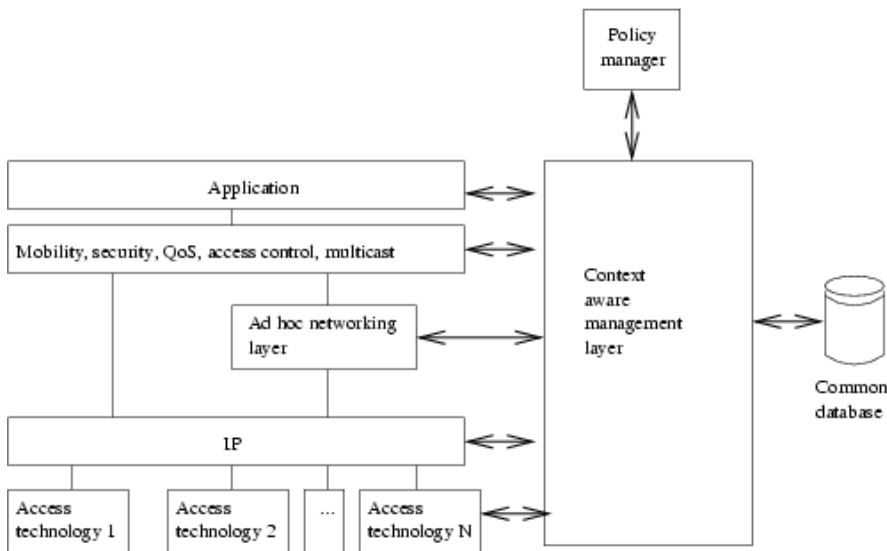 Policy
manager
Application
Mobility, security, QoS, access control, multicast
Ad hoc networking
layer
Context
aware
management
layer
Common
database
IP
Access
technology 1
Access
technology 2
...
Access
technology N